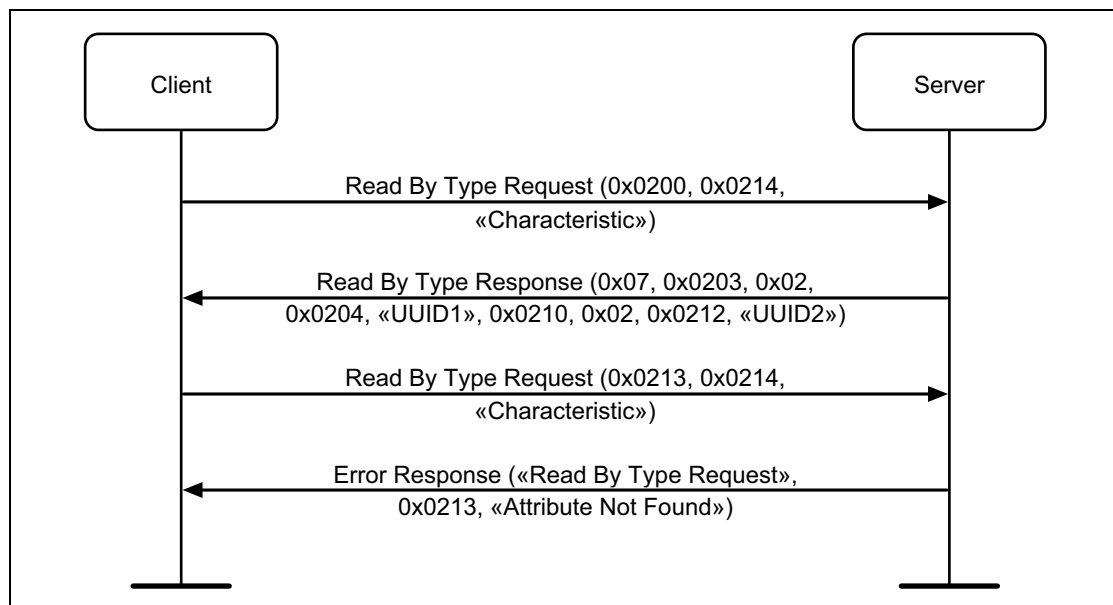 Client
Server
Read By Type Request (0x0200, 0x0214,
«Characteristic»)
Read By Type Response (0x07, 0x0203, 0x02,
0x0204, «UUID1», 0x0210, 0x02, 0x0212, «UUID2»)
Read By Type Request (0x0213, 0x0214,
«Characteristic»)
Error Response («Read By Type Request»,
0x0213, «Attribute Not Found»)